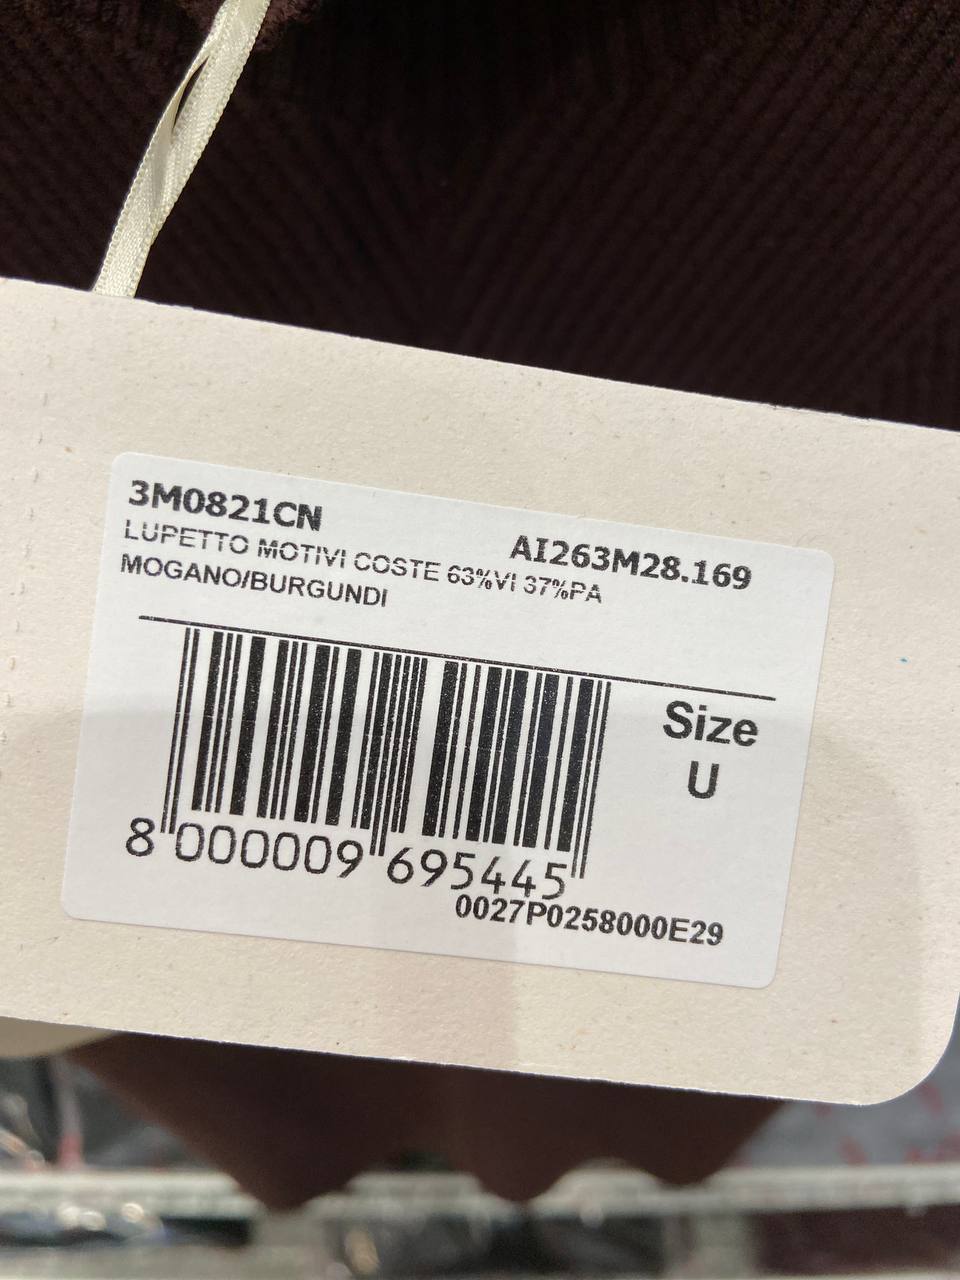 3M0821CN
AI263M28.169
LUPETTO MOTIVI COSTE 63%VI 37%PA
MOGANO/BURGUNDI
Size
U
8 000009 695445
0027P0258000E29